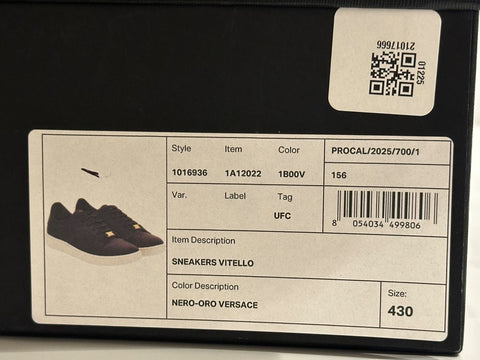 21017666
01225
Style Item Color PROCAL/2025/700/1
1016936 1A12022 1B00V 156
Var. Label Tag
UFC
8 054034 499806
Item Description
SNEAKERS VITELLO
Color Description
NERO-ORO VERSACE
Size:
430